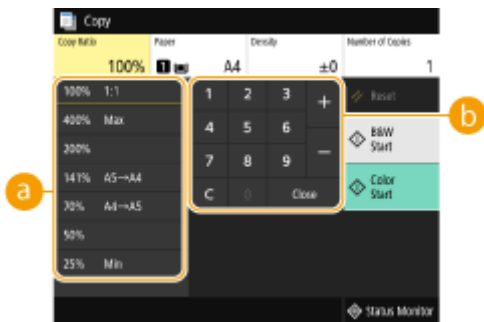 Copy
Copy Ratio Paper Density Number of Copies
100% 1 A4 ±0 1
100% 1:1
400% Max
200%
141% A5→A4
70% A4→A5
50%
25% Min
1 2 3 +
4 5 6
7 8 9 −
C 0 Close
Reset
B&W
Start
Color
Start
Status Monitor
a
b